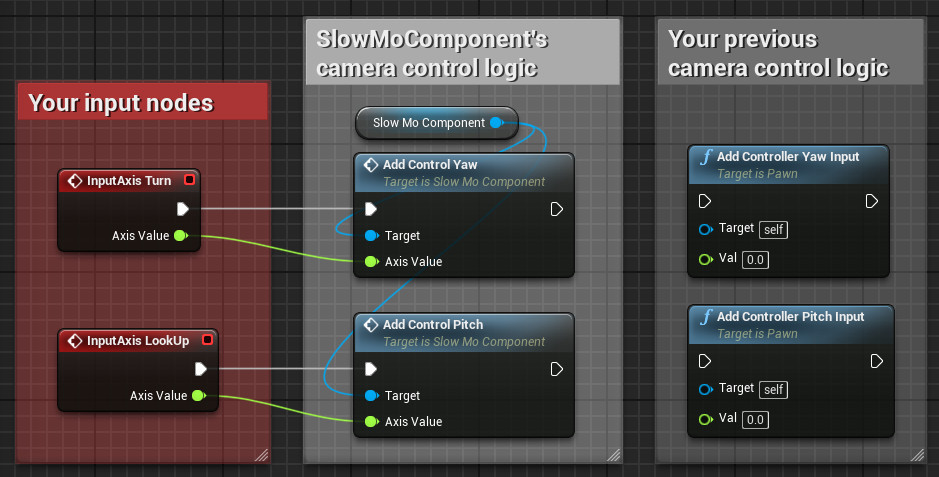 Your input nodes
InputAxis Turn
Axis Value
InputAxis LookUp
Axis Value
SlowMoComponent's
camera control logic
Slow Mo Component
Add Control Yaw
Target is Slow Mo Component
Target
Axis Value
Add Control Pitch
Target is Slow Mo Component
Target
Axis Value
Your previous
camera control logic
f Add Controller Yaw Input
Target is Pawn
Target self
Val 0.0
f Add Controller Pitch Input
Target is Pawn
Target self
Val 0.0